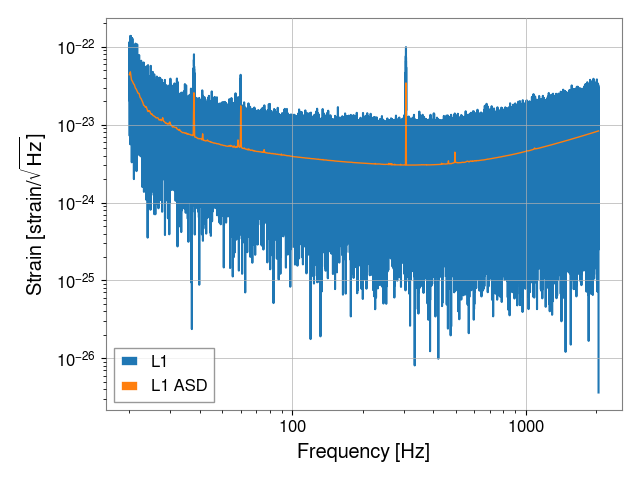 10⁻²²
10⁻²³
10⁻²⁴
10⁻²⁵
10⁻²⁶
Strain [strain/√Hz]
L1
L1 ASD
100
1000
Frequency [Hz]